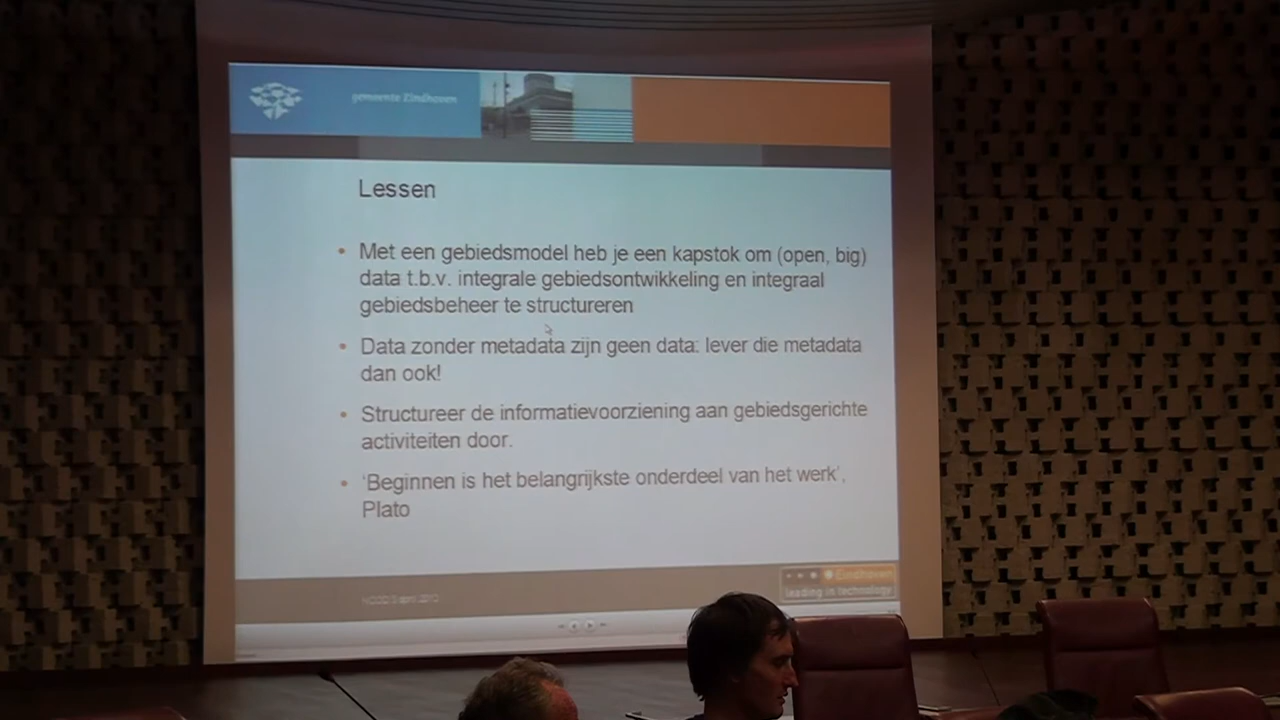 gemeente Eindhoven
Lessen
• Met een gebiedsmodel heb je een kapstok om (open, big)
data t.b.v. integrale gebiedsontwikkeling en integraal
gebiedsbeheer te structureren
• Data zonder metadata zijn geen data: lever die metadata
dan ook!
• Structureer de informatievoorziening aan gebiedsgerichte
activiteiten door.
• ‘Beginnen is het belangrijkste onderdeel van het werk’,
Plato
Eindhoven
leading in technology